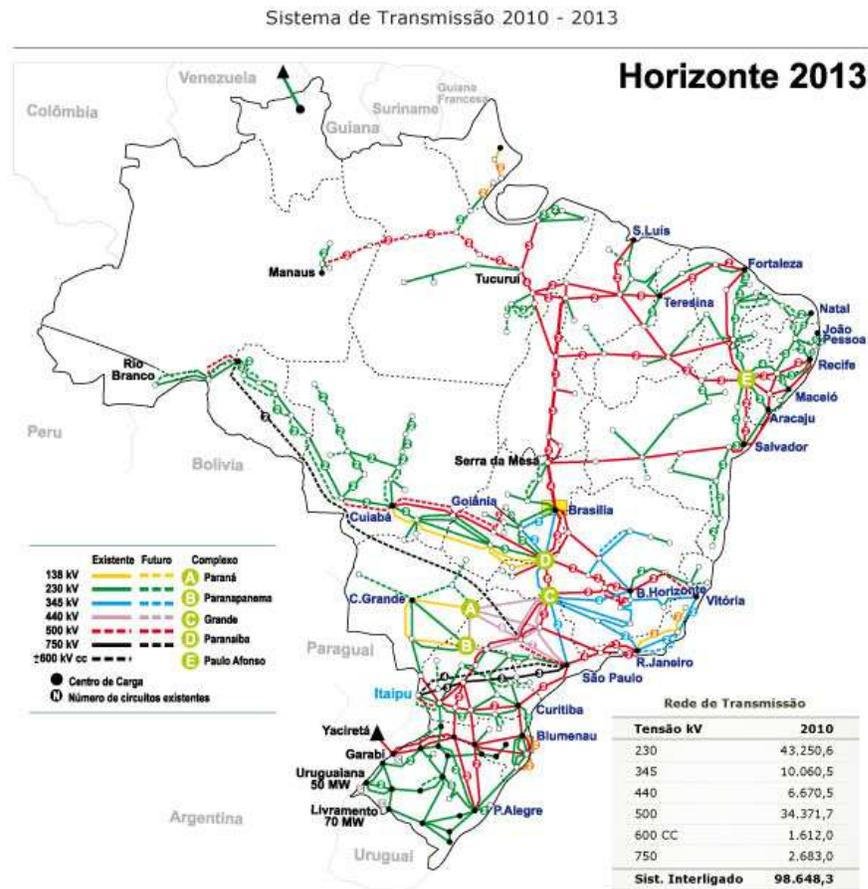 Sistema de Transmissão 2010 - 2013
Horizonte 2013
Venezuela
Colômbia
Guiana
Suriname
Guiana
Francesa
Manaus
Tucuruí
S.Luís
Fortaleza
Teresina
Natal
João
Pessoa
Recife
E
Maceió
Aracaju
Salvador
Rio
Branco
Peru
Bolívia
Serra da Mesa
Goiânia
Brasília
Cuiabá
D
C
B.Horizonte
Vitória
C.Grande
A
B
Paraguai
R.Janeiro
São Paulo
Itaipu
Curitiba
Yaciretá
Blumenau
Garabi
Uruguaiana
50 MW
Livramento
70 MW
P.Alegre
Argentina
Uruguai
Existente Futuro Complexo
138 kV A Paraná
230 kV B Paranapanema
345 kV
440 kV C Grande
500 kV D Paranaíba
750 kV
±600 kV cc E Paulo Afonso
Centro de Carga
N Número de circuitos existentes
Rede de Transmissão
Tensão kV 2010
230 43.250,6
345 10.060,5
440 6.670,5
500 34.371,7
600 CC 1.612,0
750 2.683,0
Sist. Interligado 98.648,3